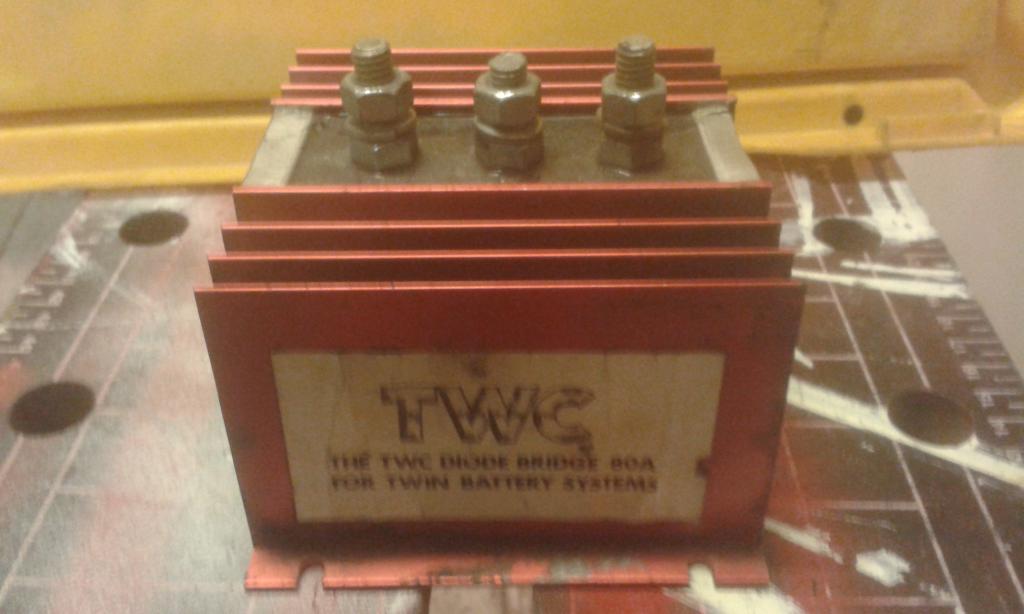 TWC
THE TWC DIODE BRIDGE 80A
FOR TWIN BATTERY SYSTEMS